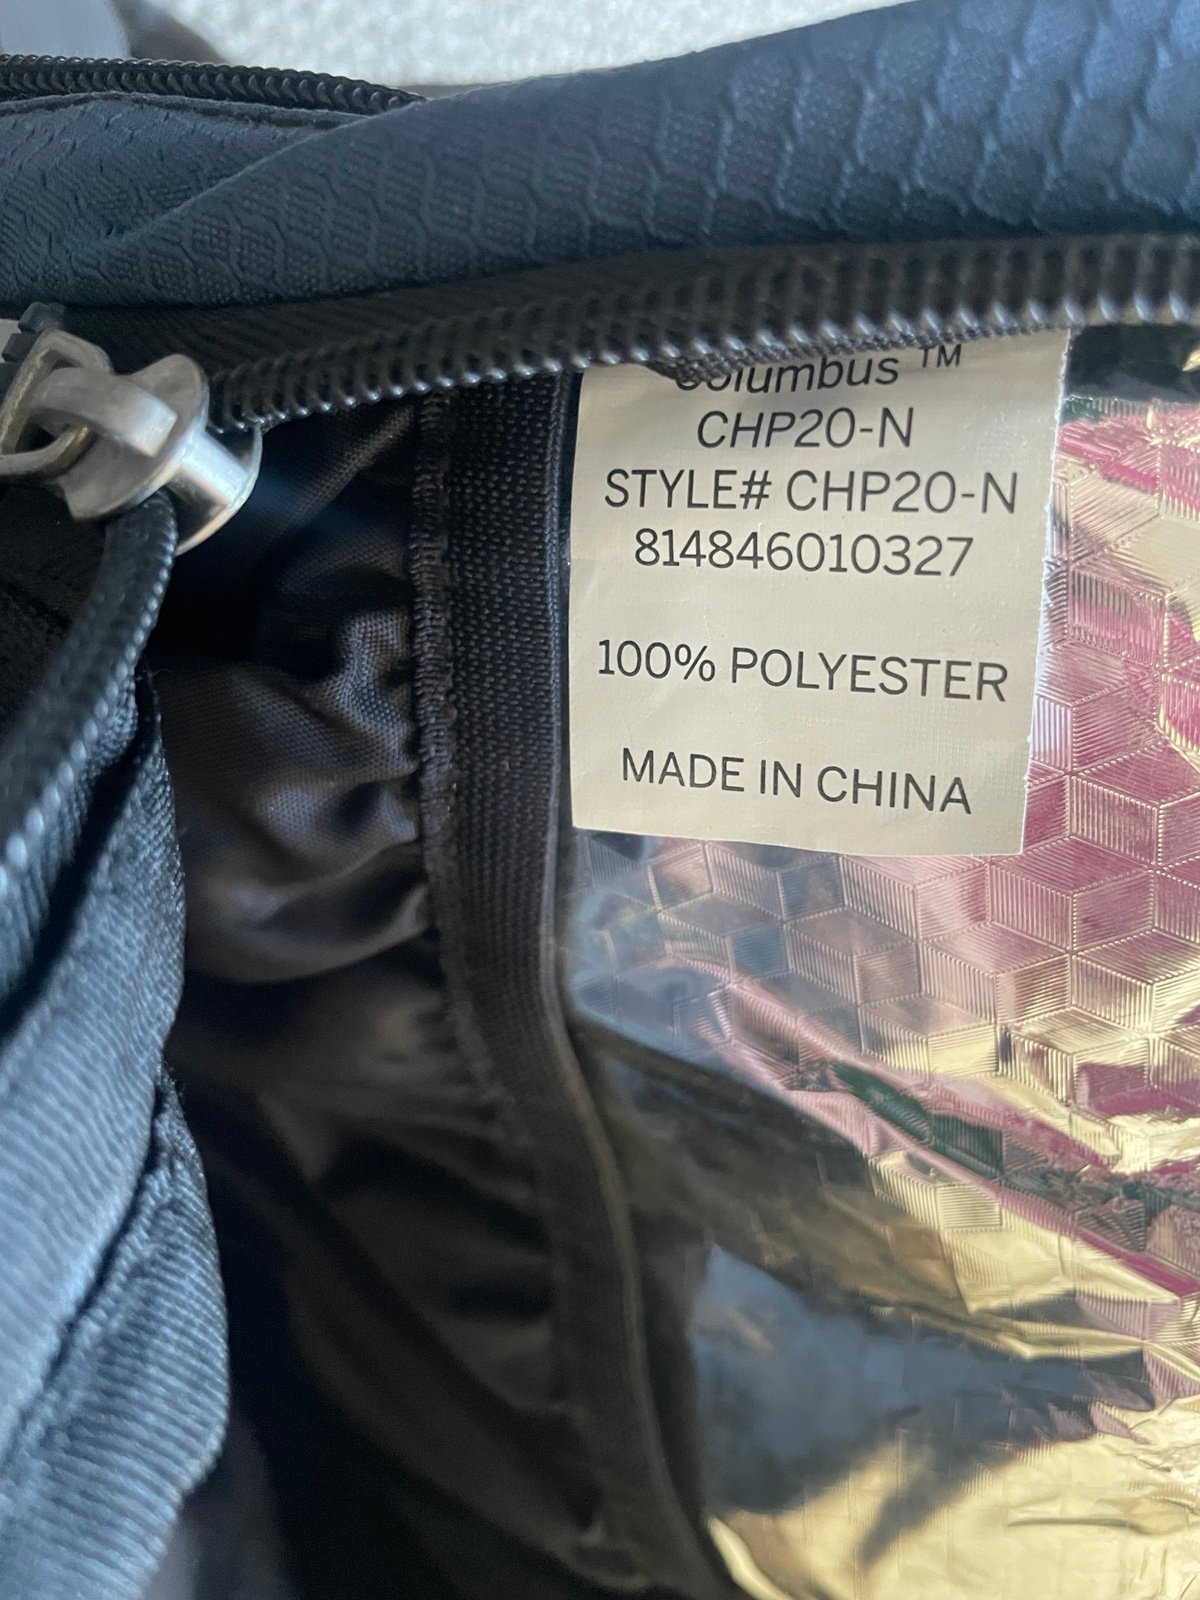 Columbus ™
CHP20-N
STYLE# CHP20-N
814846010327
100% POLYESTER
MADE IN CHINA